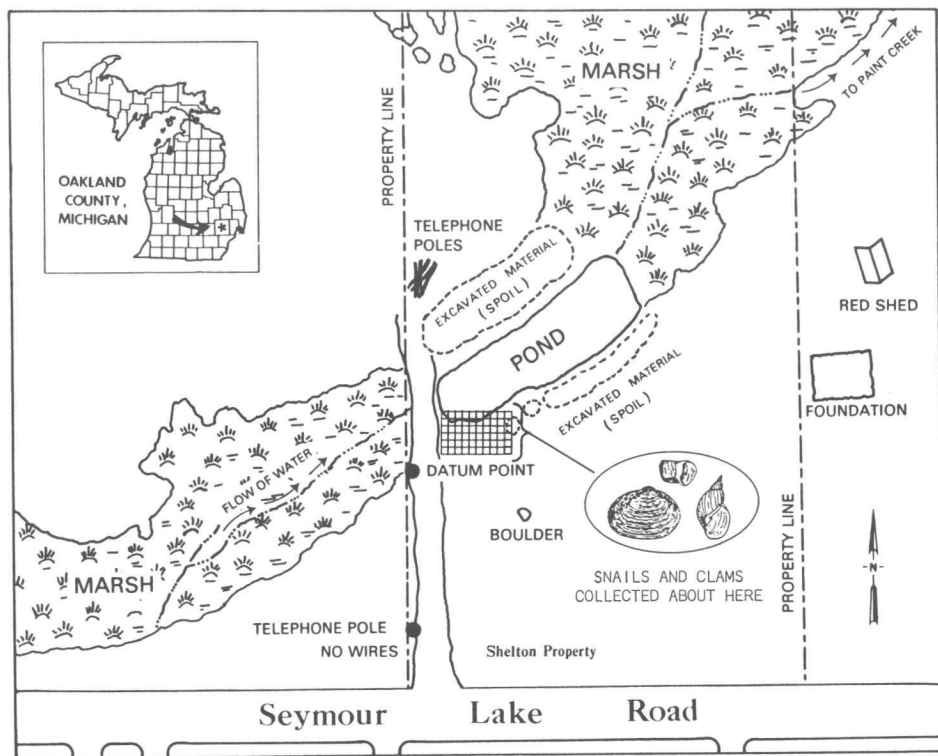 OAKLAND
COUNTY,
MICHIGAN
PROPERTY LINE
MARSH
TO PAINT CREEK
TELEPHONE
POLES
EXCAVATED MATERIAL
(SPOIL)
POND
RED SHED
EXCAVATED MATERIAL
(SPOIL)
FOUNDATION
FLOW OF WATER
DATUM POINT
BOULDER
MARSH
SNAILS AND CLAMS
COLLECTED ABOUT HERE
PROPERTY LINE
N
TELEPHONE POLE
NO WIRES
Shelton Property
Seymour Lake Road